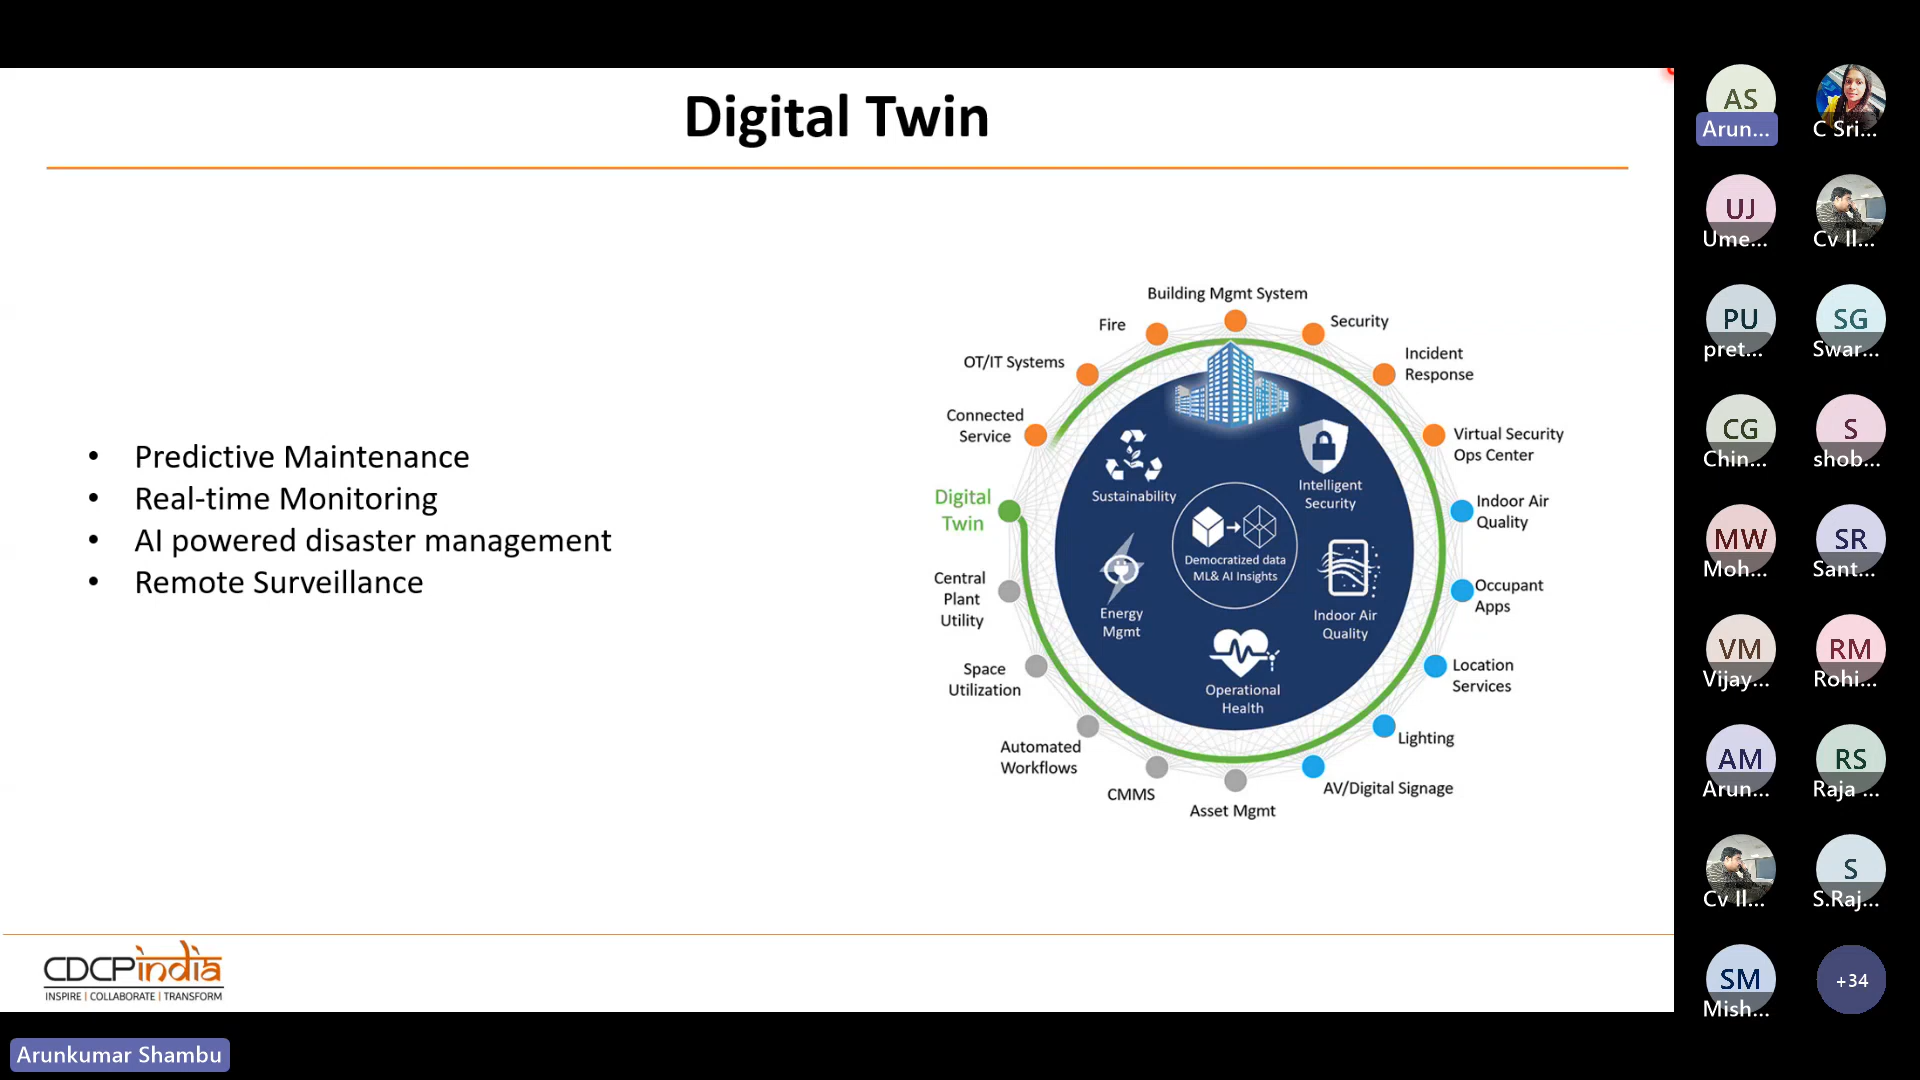 Digital Twin
• Predictive Maintenance
• Real-time Monitoring
• AI powered disaster management
• Remote Surveillance
Building Mgmt System
Security
Incident
Response
Virtual Security
Ops Center
Indoor Air
Quality
Occupant
Apps
Location
Services
Lighting
AV/Digital Signage
Asset Mgmt
CMMS
Automated
Workflows
Space
Utilization
Central
Plant
Utility
Digital
Twin
Connected
Service
OT/IT Systems
Fire
Sustainability
Intelligent
Security
Democratized data
ML& AI Insights
Energy
Mgmt
Indoor Air
Quality
Operational
Health
CDCPindia
INSPIRE | COLLABORATE | TRANSFORM
Arunkumar Shambu
AS
Arun...
C Sri...
UJ
Ume...
Cv Il...
PU
pret...
SG
Swar...
CG
Chin...
S
shob...
MW
Moh...
SR
Sant...
VM
Vijay...
RM
Rohi...
AM
Arun...
RS
Raja ...
Cv Il...
S
S.Raj...
SM
Mish...
+34